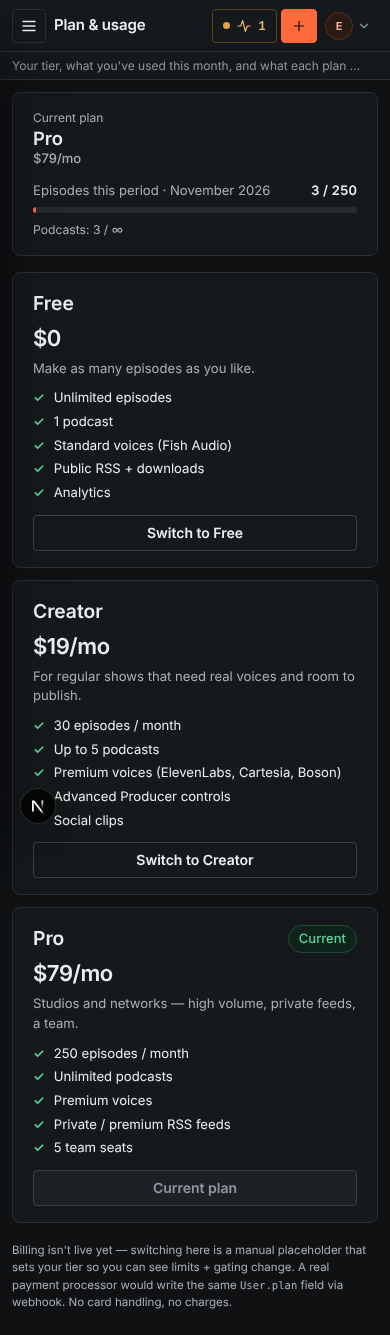 Plan & usage
1
E
Your tier, what you've used this month, and what each plan ...
Current plan
Pro
$79/mo
Episodes this period · November 2026
3 / 250
Podcasts: 3 / ∞
Free
$0
Make as many episodes as you like.
Unlimited episodes
1 podcast
Standard voices (Fish Audio)
Public RSS + downloads
Analytics
Switch to Free
Creator
$19/mo
For regular shows that need real voices and room to
publish.
30 episodes / month
Up to 5 podcasts
Premium voices (ElevenLabs, Cartesia, Boson)
N
Advanced Producer controls
Social clips
Switch to Creator
Pro
Current
$79/mo
Studios and networks — high volume, private feeds,
a team.
250 episodes / month
Unlimited podcasts
Premium voices
Private / premium RSS feeds
5 team seats
Current plan
Billing isn't live yet — switching here is a manual placeholder that
sets your tier so you can see limits + gating change. A real
payment processor would write the same User.plan field via
webhook. No card handling, no charges.